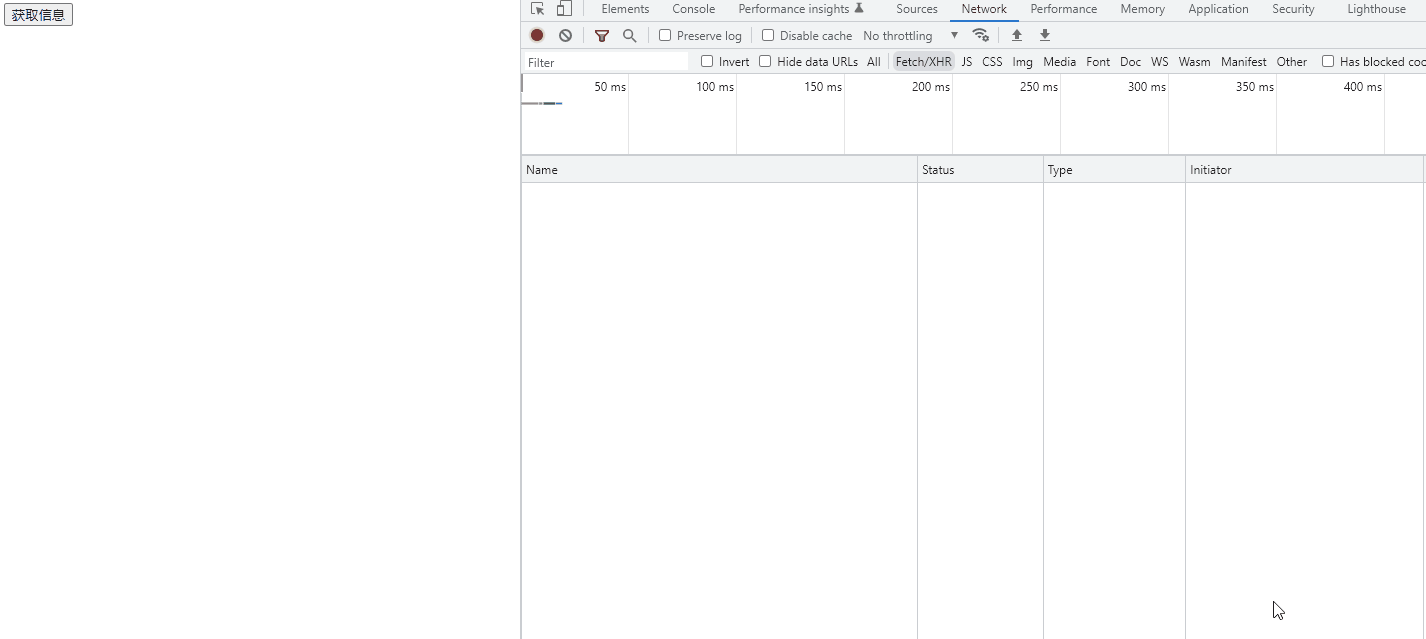 获取信息
Elements Console Performance insights Sources Network Performance Memory Application Security Lighthouse
Preserve log Disable cache No throttling
Filter Invert Hide data URLs All Fetch/XHR JS CSS Img Media Font Doc WS Wasm Manifest Other Has blocked coo
50 ms 100 ms 150 ms 200 ms 250 ms 300 ms 350 ms 400 ms
Name Status Type Initiator